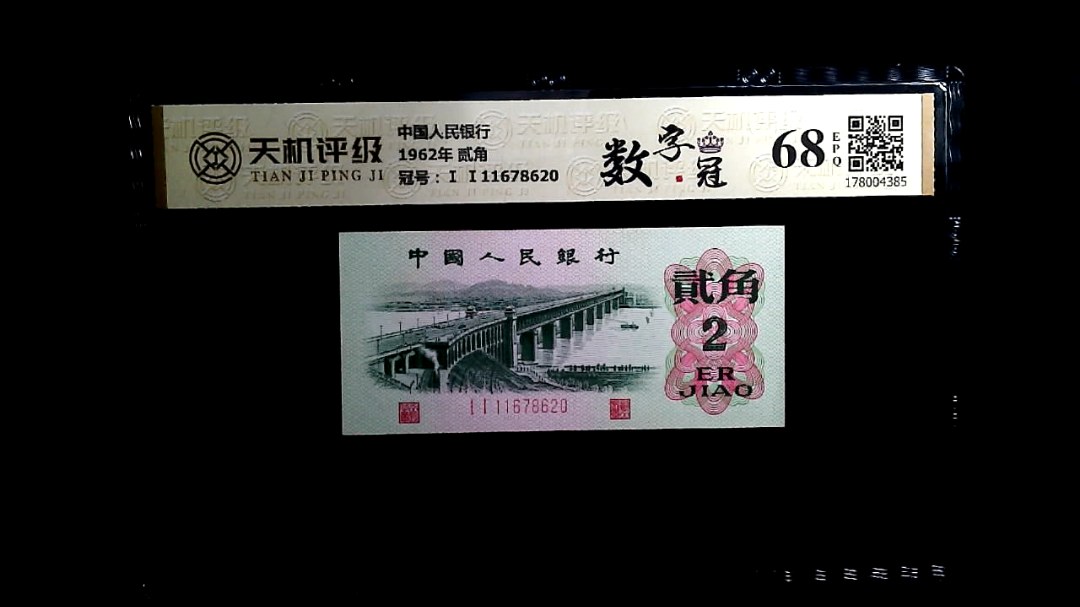 天机评级
TIAN JI PING JI
中国人民银行
1962年 贰角
冠号：I I 11678620
数字冠
68
EPQ
178004385
中國人民銀行
貳角
2
ER
JIAO
I I 11678620